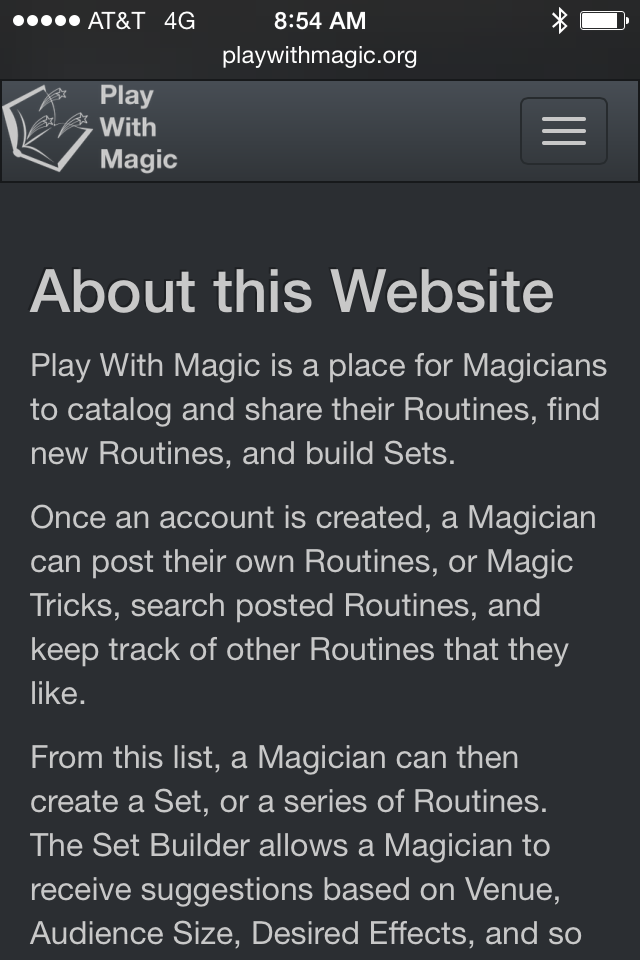 AT&T 4G 8:54 AM
playwithmagic.org
Play
With
Magic
About this Website
Play With Magic is a place for Magicians
to catalog and share their Routines, find
new Routines, and build Sets.
Once an account is created, a Magician
can post their own Routines, or Magic
Tricks, search posted Routines, and
keep track of other Routines that they
like.
From this list, a Magician can then
create a Set, or a series of Routines.
The Set Builder allows a Magician to
receive suggestions based on Venue,
Audience Size, Desired Effects, and so